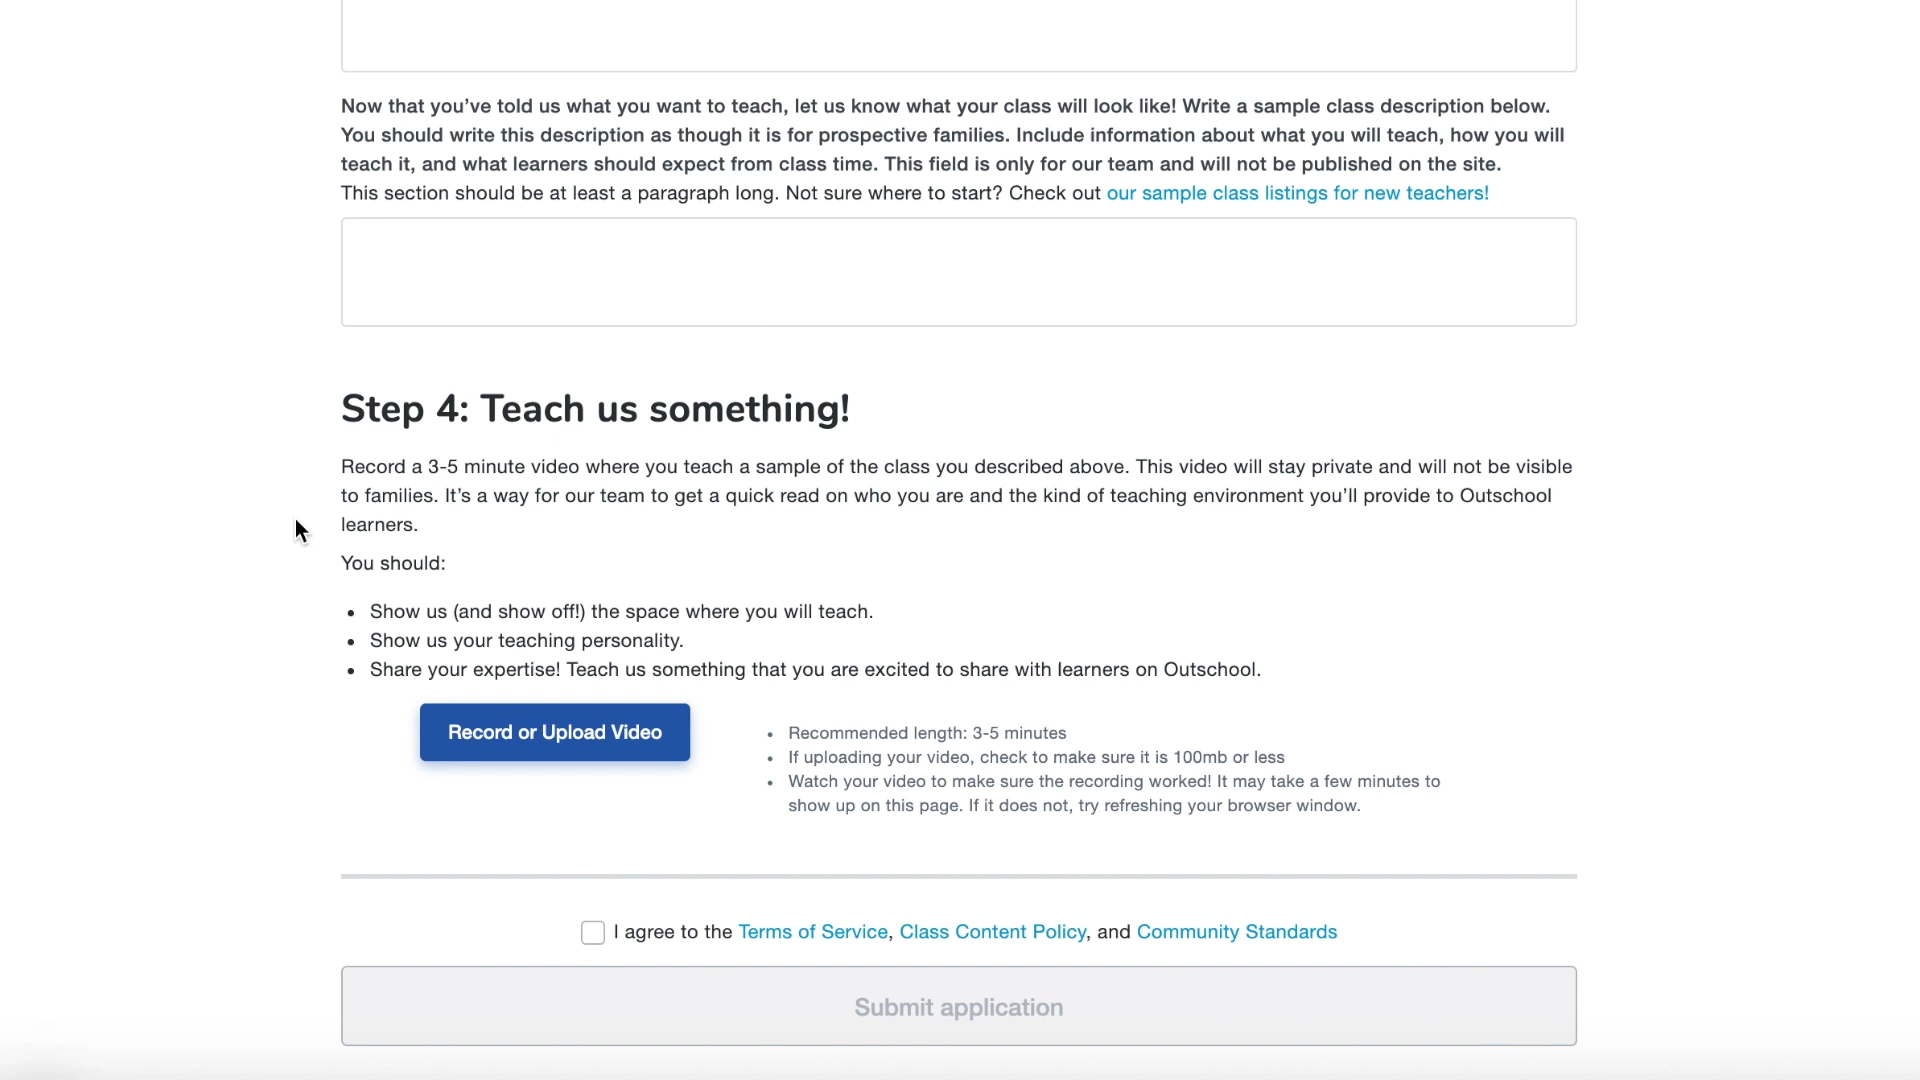 Now that you’ve told us what you want to teach, let us know what your class will look like! Write a sample class description below.
You should write this description as though it is for prospective families. Include information about what you will teach, how you will
teach it, and what learners should expect from class time. This field is only for our team and will not be published on the site.
This section should be at least a paragraph long. Not sure where to start? Check out our sample class listings for new teachers!
Step 4: Teach us something!
Record a 3-5 minute video where you teach a sample of the class you described above. This video will stay private and will not be visible
to families. It’s a way for our team to get a quick read on who you are and the kind of teaching environment you’ll provide to Outschool
learners.
You should:
• Show us (and show off!) the space where you will teach.
• Show us your teaching personality.
• Share your expertise! Teach us something that you are excited to share with learners on Outschool.
Record or Upload Video
• Recommended length: 3-5 minutes
• If uploading your video, check to make sure it is 100mb or less
• Watch your video to make sure the recording worked! It may take a few minutes to
show up on this page. If it does not, try refreshing your browser window.
I agree to the Terms of Service, Class Content Policy, and Community Standards
Submit application